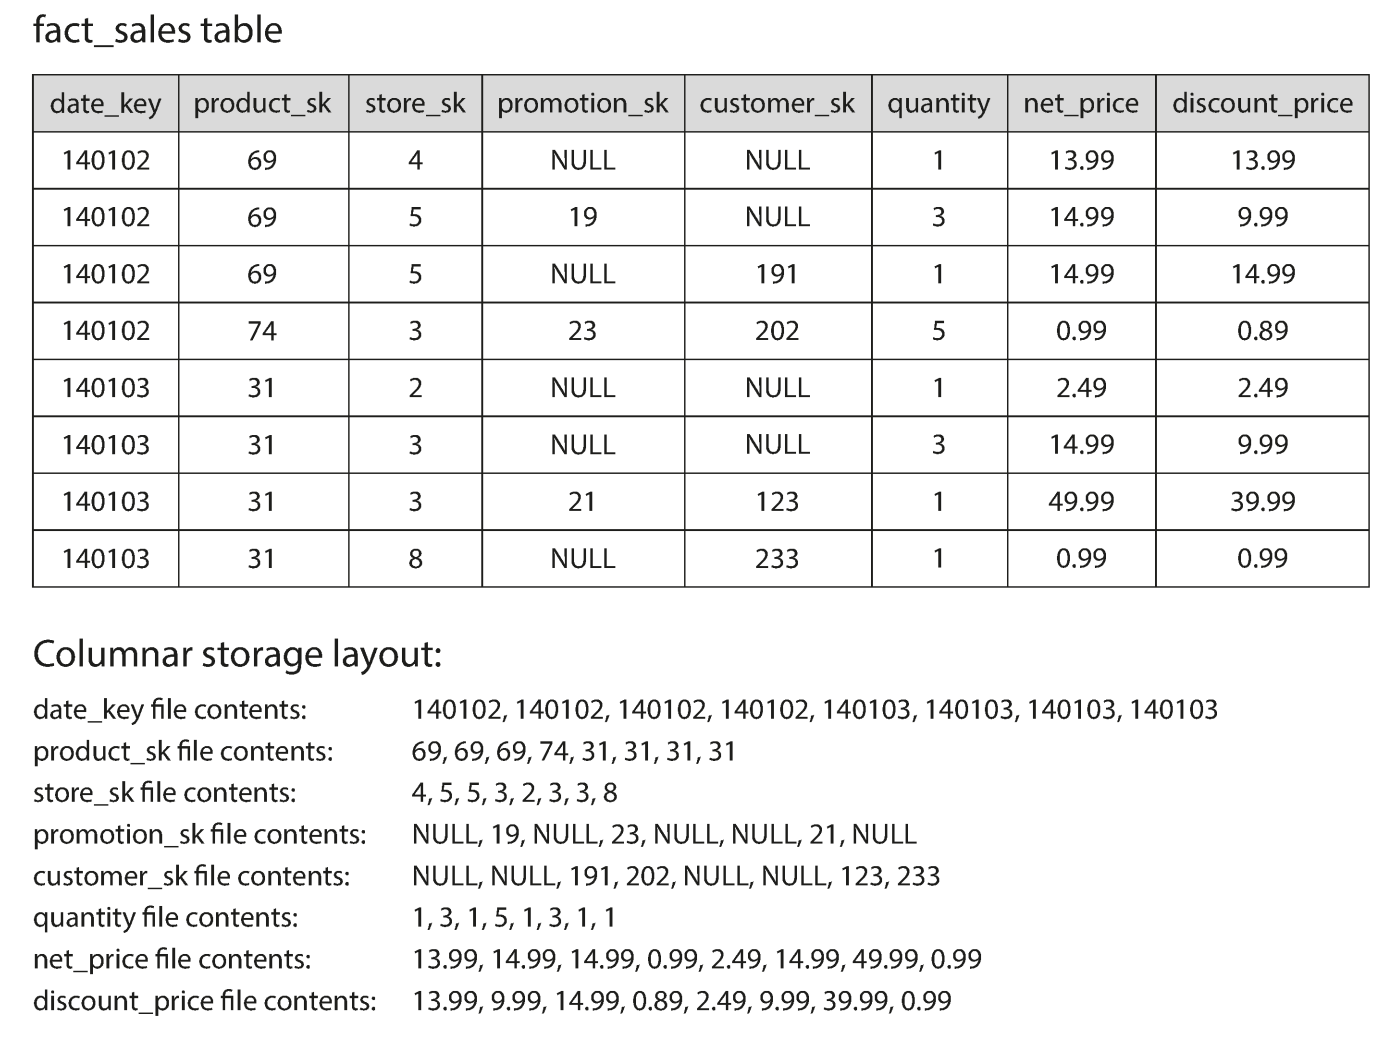 fact_sales table
date_key product_sk store_sk promotion_sk customer_sk quantity net_price discount_price
140102 69 4 NULL NULL 1 13.99 13.99
140102 69 5 19 NULL 3 14.99 9.99
140102 69 5 NULL 191 1 14.99 14.99
140102 74 3 23 202 5 0.99 0.89
140103 31 2 NULL NULL 1 2.49 2.49
140103 31 3 NULL NULL 3 14.99 9.99
140103 31 3 21 123 1 49.99 39.99
140103 31 8 NULL 233 1 0.99 0.99
Columnar storage layout:
date_key file contents: 140102, 140102, 140102, 140102, 140103, 140103, 140103, 140103
product_sk file contents: 69, 69, 69, 74, 31, 31, 31, 31
store_sk file contents: 4, 5, 5, 3, 2, 3, 3, 8
promotion_sk file contents: NULL, 19, NULL, 23, NULL, NULL, 21, NULL
customer_sk file contents: NULL, NULL, 191, 202, NULL, NULL, 123, 233
quantity file contents: 1, 3, 1, 5, 1, 3, 1, 1
net_price file contents: 13.99, 14.99, 14.99, 0.99, 2.49, 14.99, 49.99, 0.99
discount_price file contents: 13.99, 9.99, 14.99, 0.89, 2.49, 9.99, 39.99, 0.99